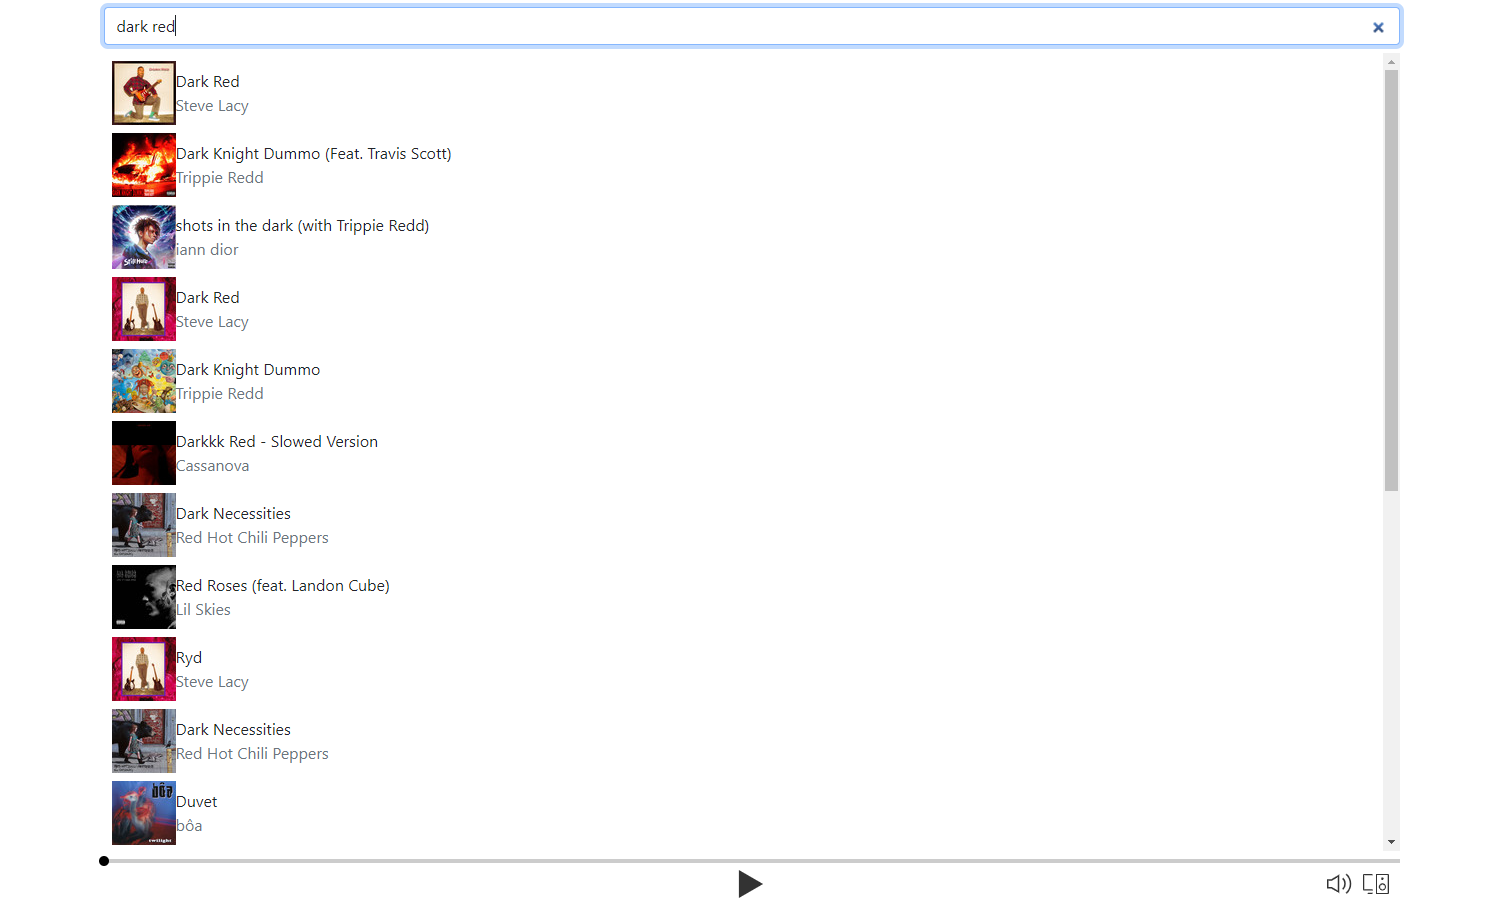 dark red
Dark Red
Steve Lacy
Dark Knight Dummo (Feat. Travis Scott)
Trippie Redd
shots in the dark (with Trippie Redd)
iann dior
Dark Red
Steve Lacy
Dark Knight Dummo
Trippie Redd
Darkkk Red - Slowed Version
Cassanova
Dark Necessities
Red Hot Chili Peppers
Red Roses (feat. Landon Cube)
Lil Skies
Ryd
Steve Lacy
Dark Necessities
Red Hot Chili Peppers
bôa
twilight
Duvet
bôa